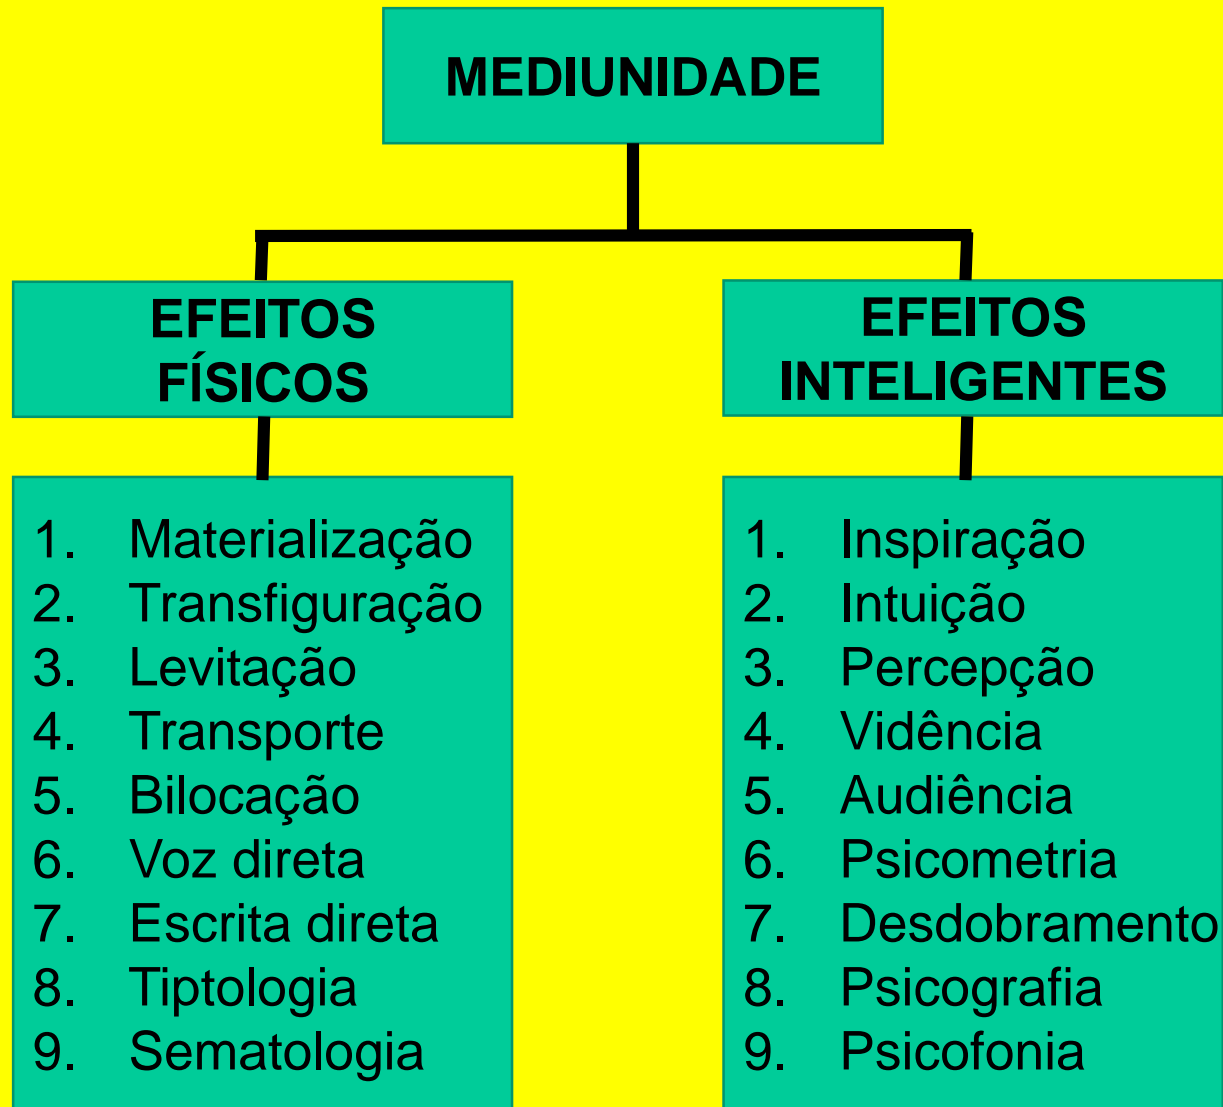 MEDIUNIDADE
EFEITOS
FÍSICOS
1. Materialização
2. Transfiguração
3. Levitação
4. Transporte
5. Bilocação
6. Voz direta
7. Escrita direta
8. Tiptologia
9. Sematologia
EFEITOS
INTELIGENTES
1. Inspiração
2. Intuição
3. Percepção
4. Vidência
5. Audiência
6. Psicometria
7. Desdobramento
8. Psicografia
9. Psicofonia